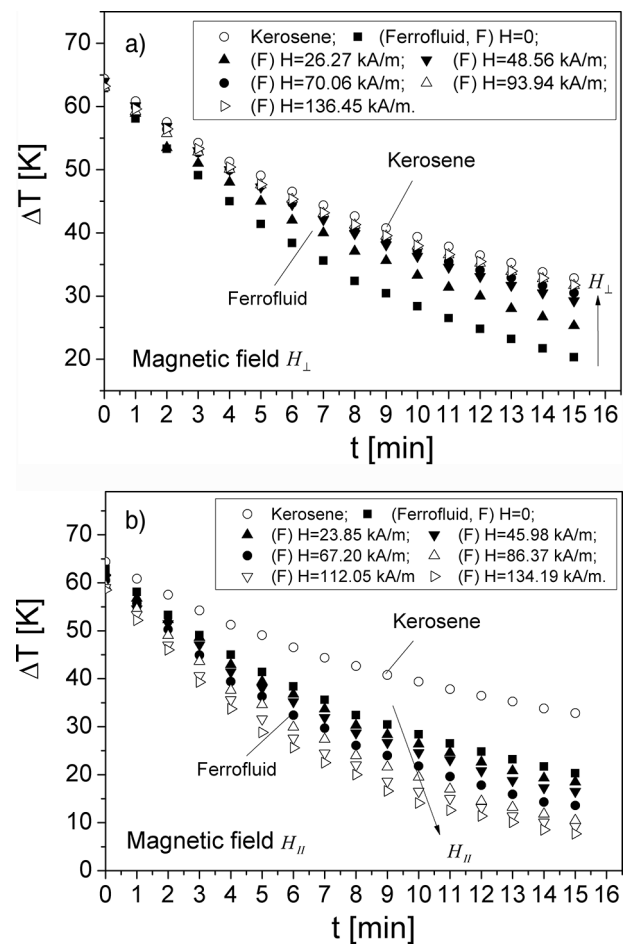 a)
Kerosene; (Ferrofluid, F) H=0;
(F) H=26.27 kA/m; (F) H=48.56 kA/m;
(F) H=70.06 kA/m; (F) H=93.94 kA/m;
(F) H=136.45 kA/m.
70
60
50
40
30
20
ΔT [K]
Kerosene
Ferrofluid
H⊥
Magnetic field H⊥
0 1 2 3 4 5 6 7 8 9 10 11 12 13 14 15 16
t [min]
b)
Kerosene; (Ferrofluid, F) H=0;
(F) H=23.85 kA/m; (F) H=45.98 kA/m;
(F) H=67.20 kA/m; (F) H=86.37 kA/m;
(F) H=112.05 kA/m (F) H=134.19 kA/m.
70
60
50
40
30
20
10
0
ΔT [K]
Kerosene
Ferrofluid
Magnetic field H//
H//
0 1 2 3 4 5 6 7 8 9 10 11 12 13 14 15 16
t [min]